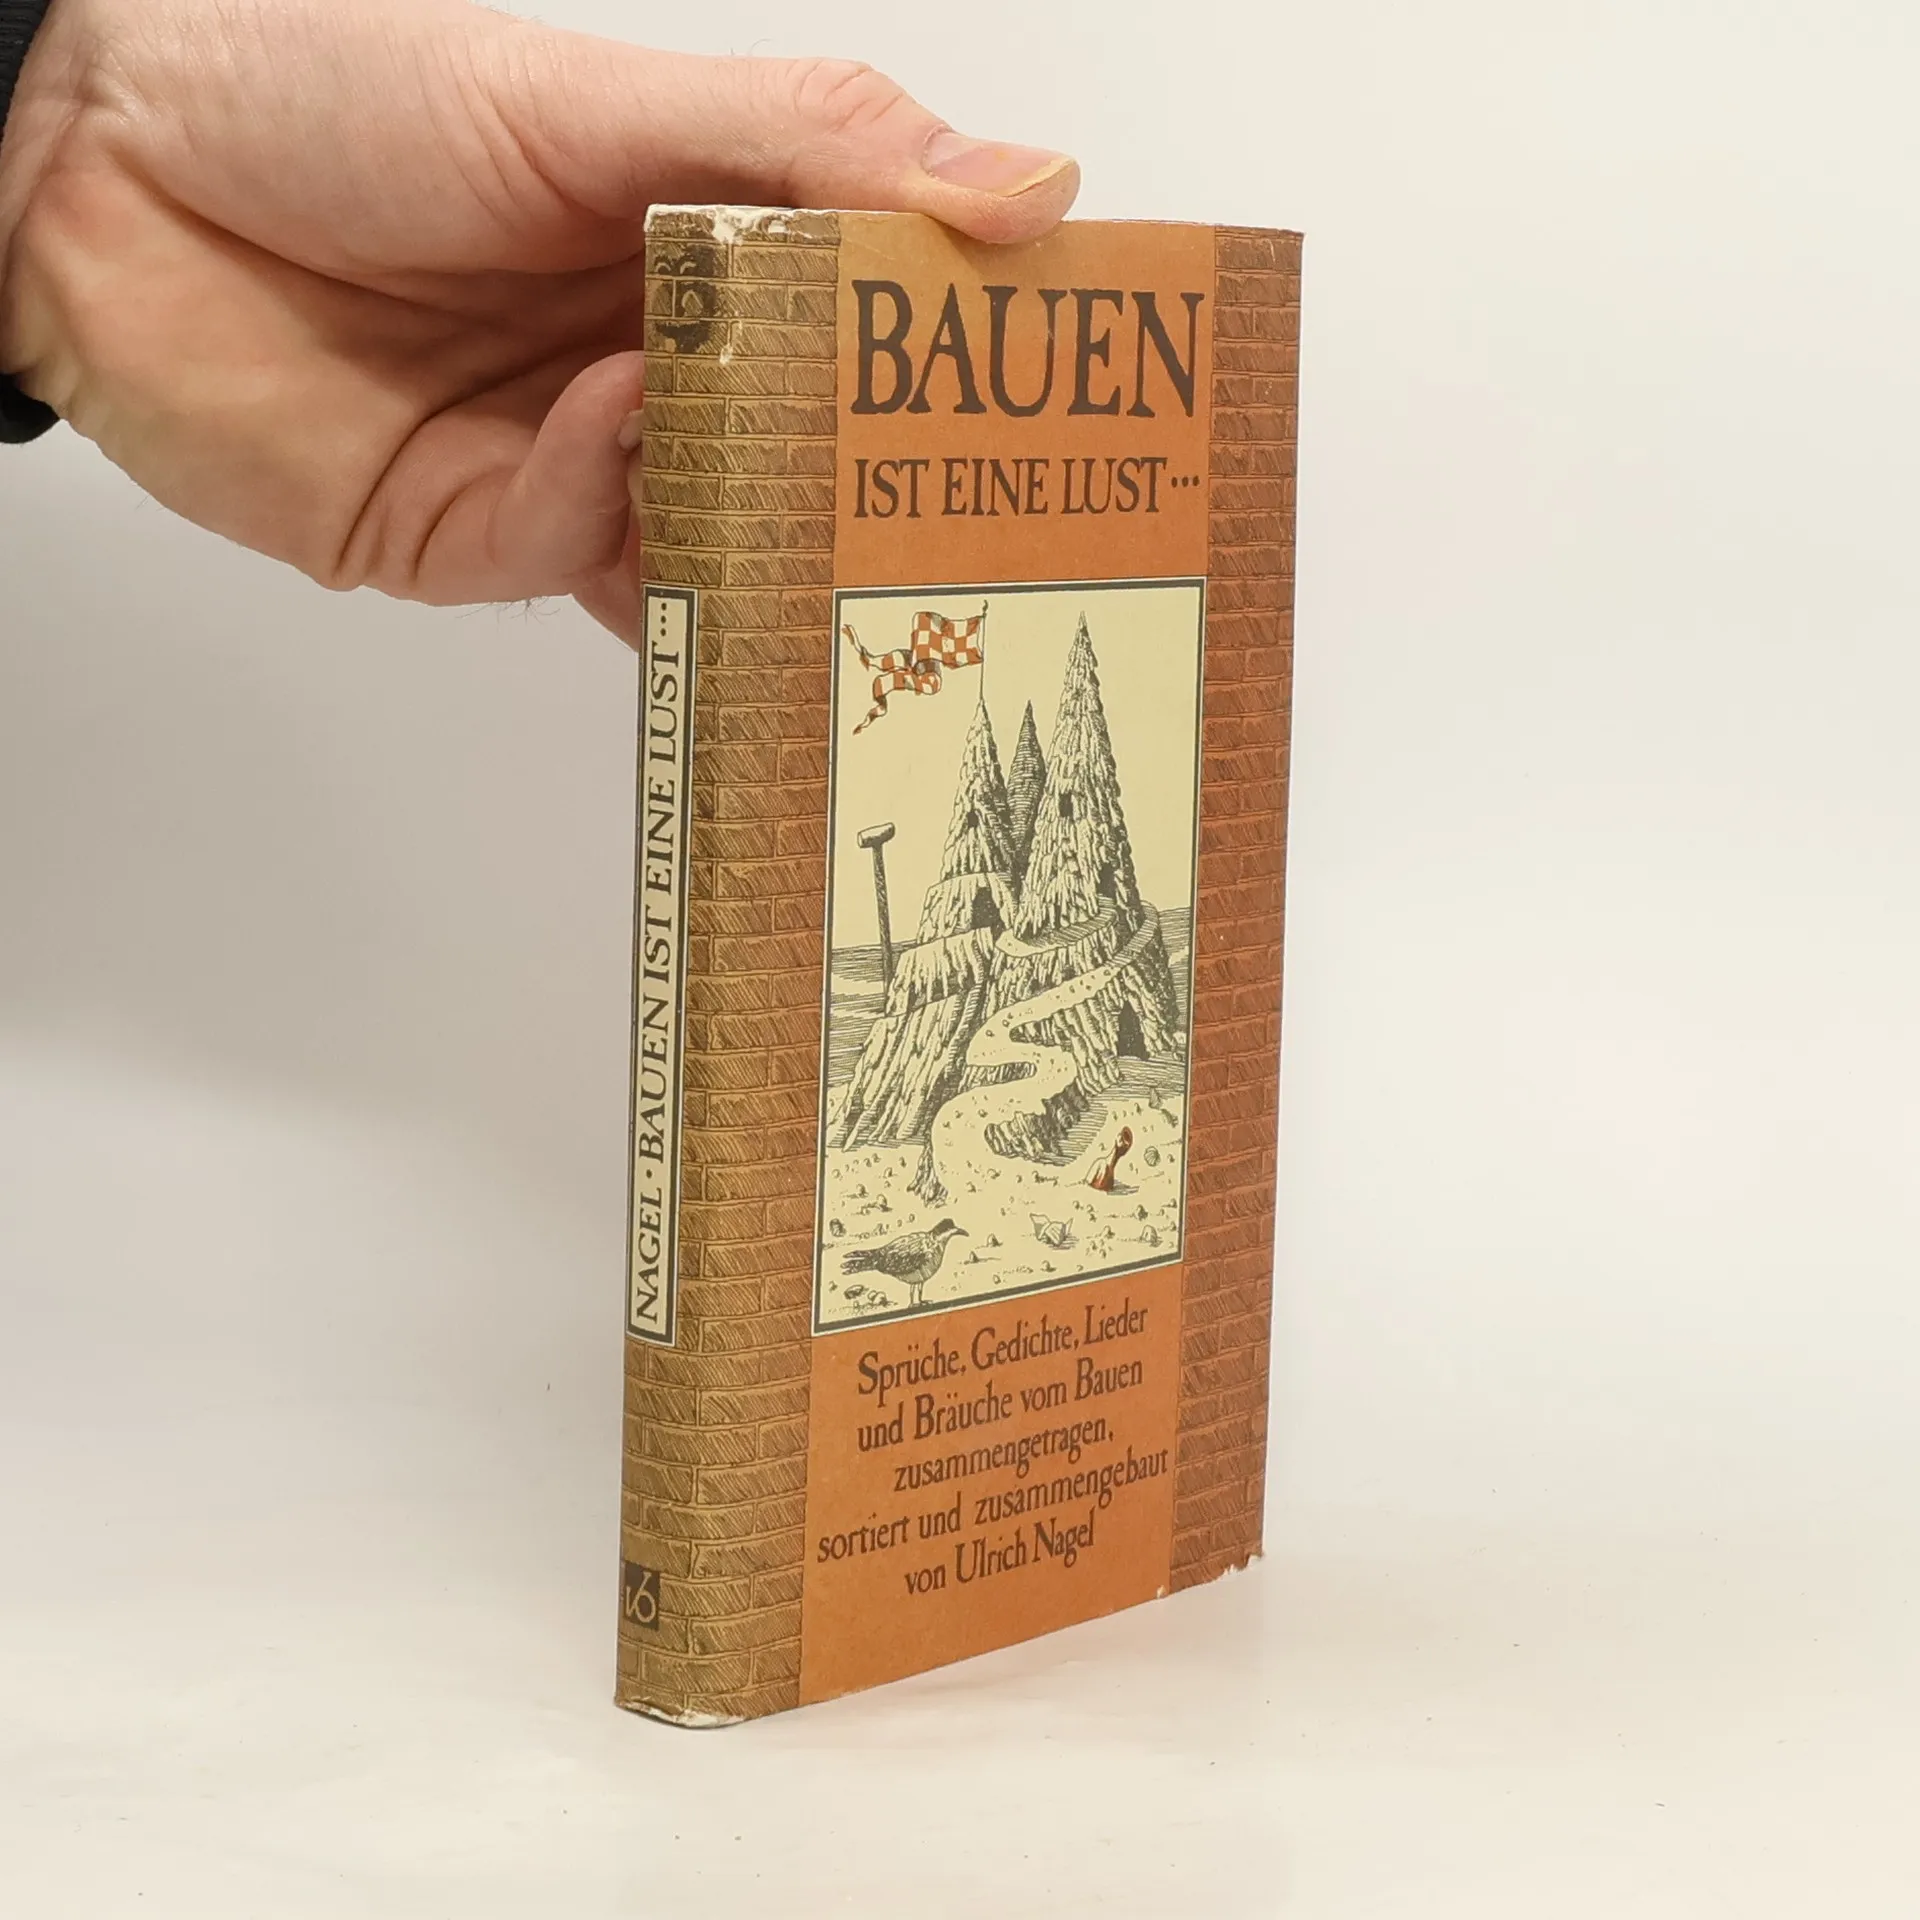 BAUEN
IST EINE LUST...
Sprüche, Gedichte, Lieder
und Bräuche vom Bauen
zusammengetragen,
sortiert und zusammengebaut
von Ulrich Nagel
NAGEL · BAUEN IST EINE LUST...